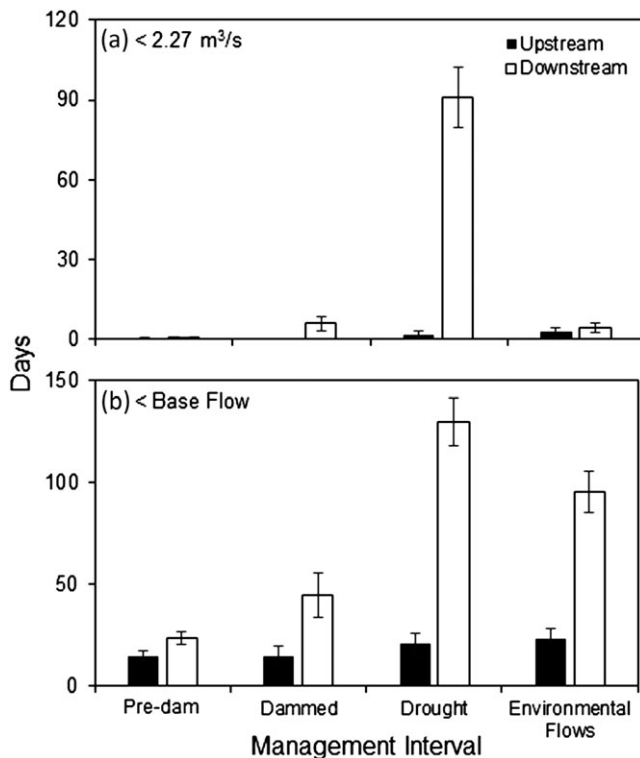 120
(a) < 2.27 m³/s
Upstream
Downstream
90
60
30
0
Days
150
(b) < Base Flow
100
50
0
Pre-dam
Dammed
Drought
Environmental
Flows
Management Interval